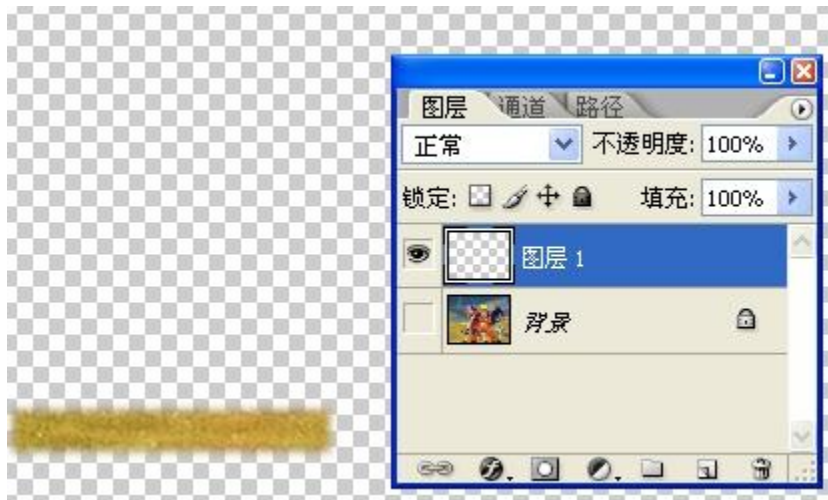 图层 通道 路径
正常 不透明度: 100%
锁定: 填充: 100%
图层 1
背景